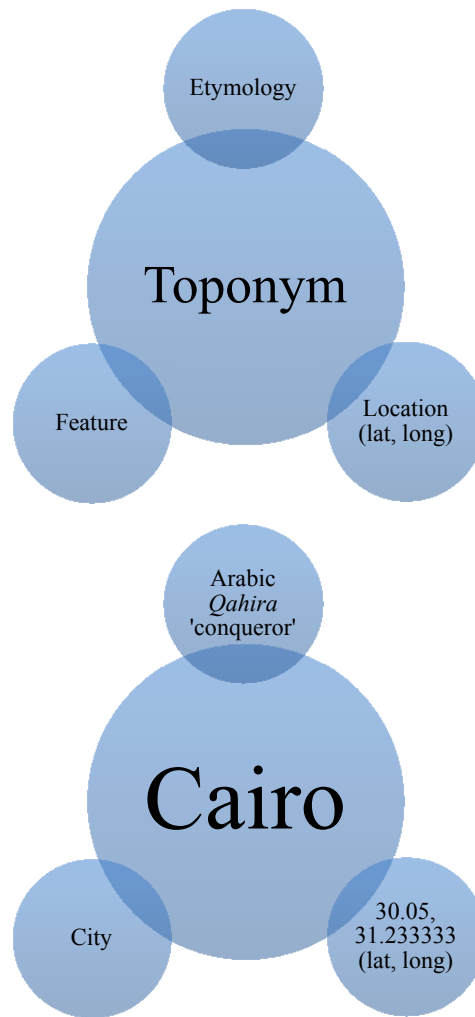 Etymology
Toponym
Feature
Location
(lat, long)
Arabic
Qahira
'conqueror'
Cairo
City
30.05,
31.233333
(lat, long)